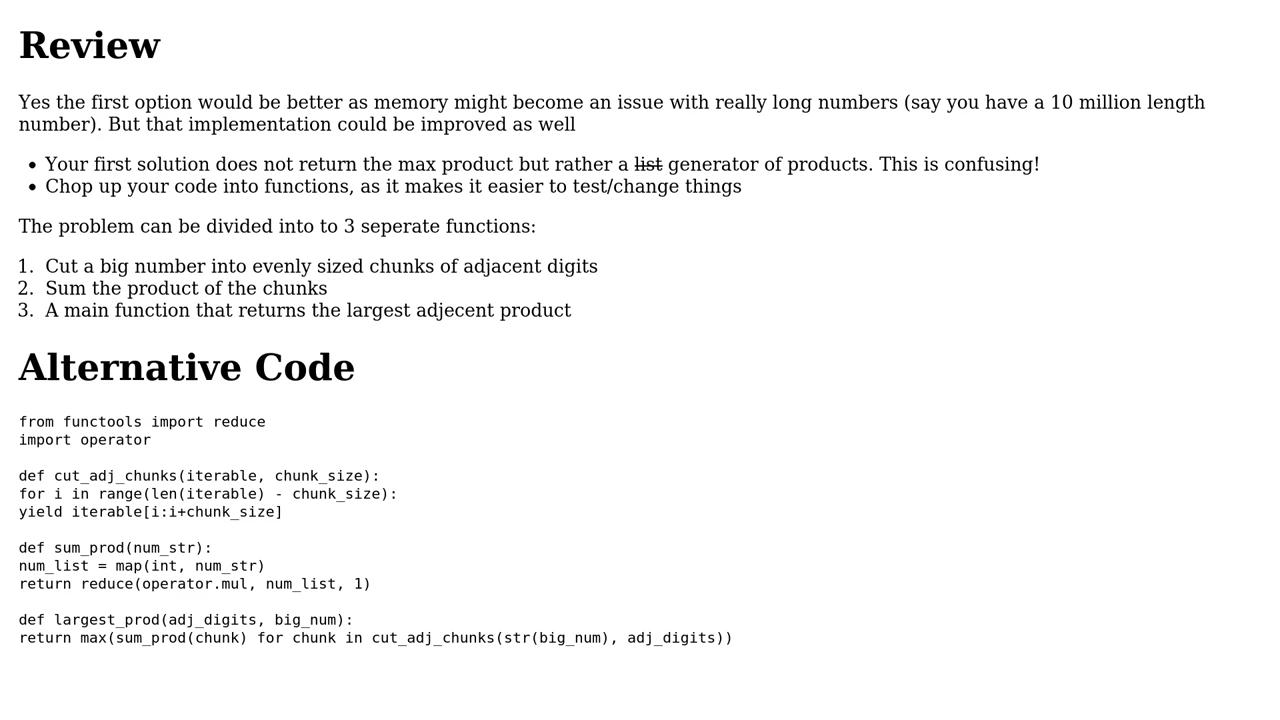 Review
Yes the first option would be better as memory might become an issue with really long numbers (say you have a 10 million length
number). But that implementation could be improved as well
• Your first solution does not return the max product but rather a list generator of products. This is confusing!
• Chop up your code into functions, as it makes it easier to test/change things
The problem can be divided into to 3 seperate functions:
1. Cut a big number into evenly sized chunks of adjacent digits
2. Sum the product of the chunks
3. A main function that returns the largest adjecent product
Alternative Code
from functools import reduce
import operator
def cut_adj_chunks(iterable, chunk_size):
for i in range(len(iterable) - chunk_size):
yield iterable[i:i+chunk_size]
def sum_prod(num_str):
num_list = map(int, num_str)
return reduce(operator.mul, num_list, 1)
def largest_prod(adj_digits, big_num):
return max(sum_prod(chunk) for chunk in cut_adj_chunks(str(big_num), adj_digits))